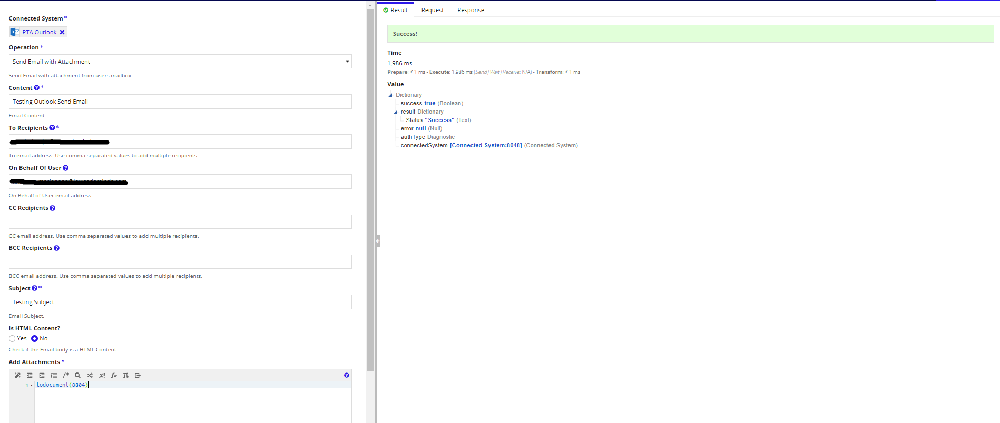 Connected System*
PTA Outlook
Operation*
Send Email with Attachment
Send Email with attachment from users mailbox.
Content *
Testing Outlook Send Email
Email Content.
To Recipients *
To email address. Use comma separated values to add multiple recipients.
On Behalf Of User
On Behalf of User email address.
CC Recipients
CC email address. Use comma separated values to add multiple recipients.
BCC Recipients
BCC email address. Use comma separated values to add multiple recipients.
Subject *
Testing Subject
Email Subject.
Is HTML Content?
Yes No
Check if the Email body is a HTML Content.
Add Attachments *
1 todocument(8804)
Result Request Response
Success!
Time
1,986 ms
Prepare: < 1 ms - Execute: 1,986 ms (Send|Wait|Receive: N/A) - Transform: < 1 ms
Value
Dictionary
success true (Boolean)
result Dictionary
Status "Success" (Text)
error null (Null)
authType Diagnostic
connectedSystem [Connected System:8048] (Connected System)